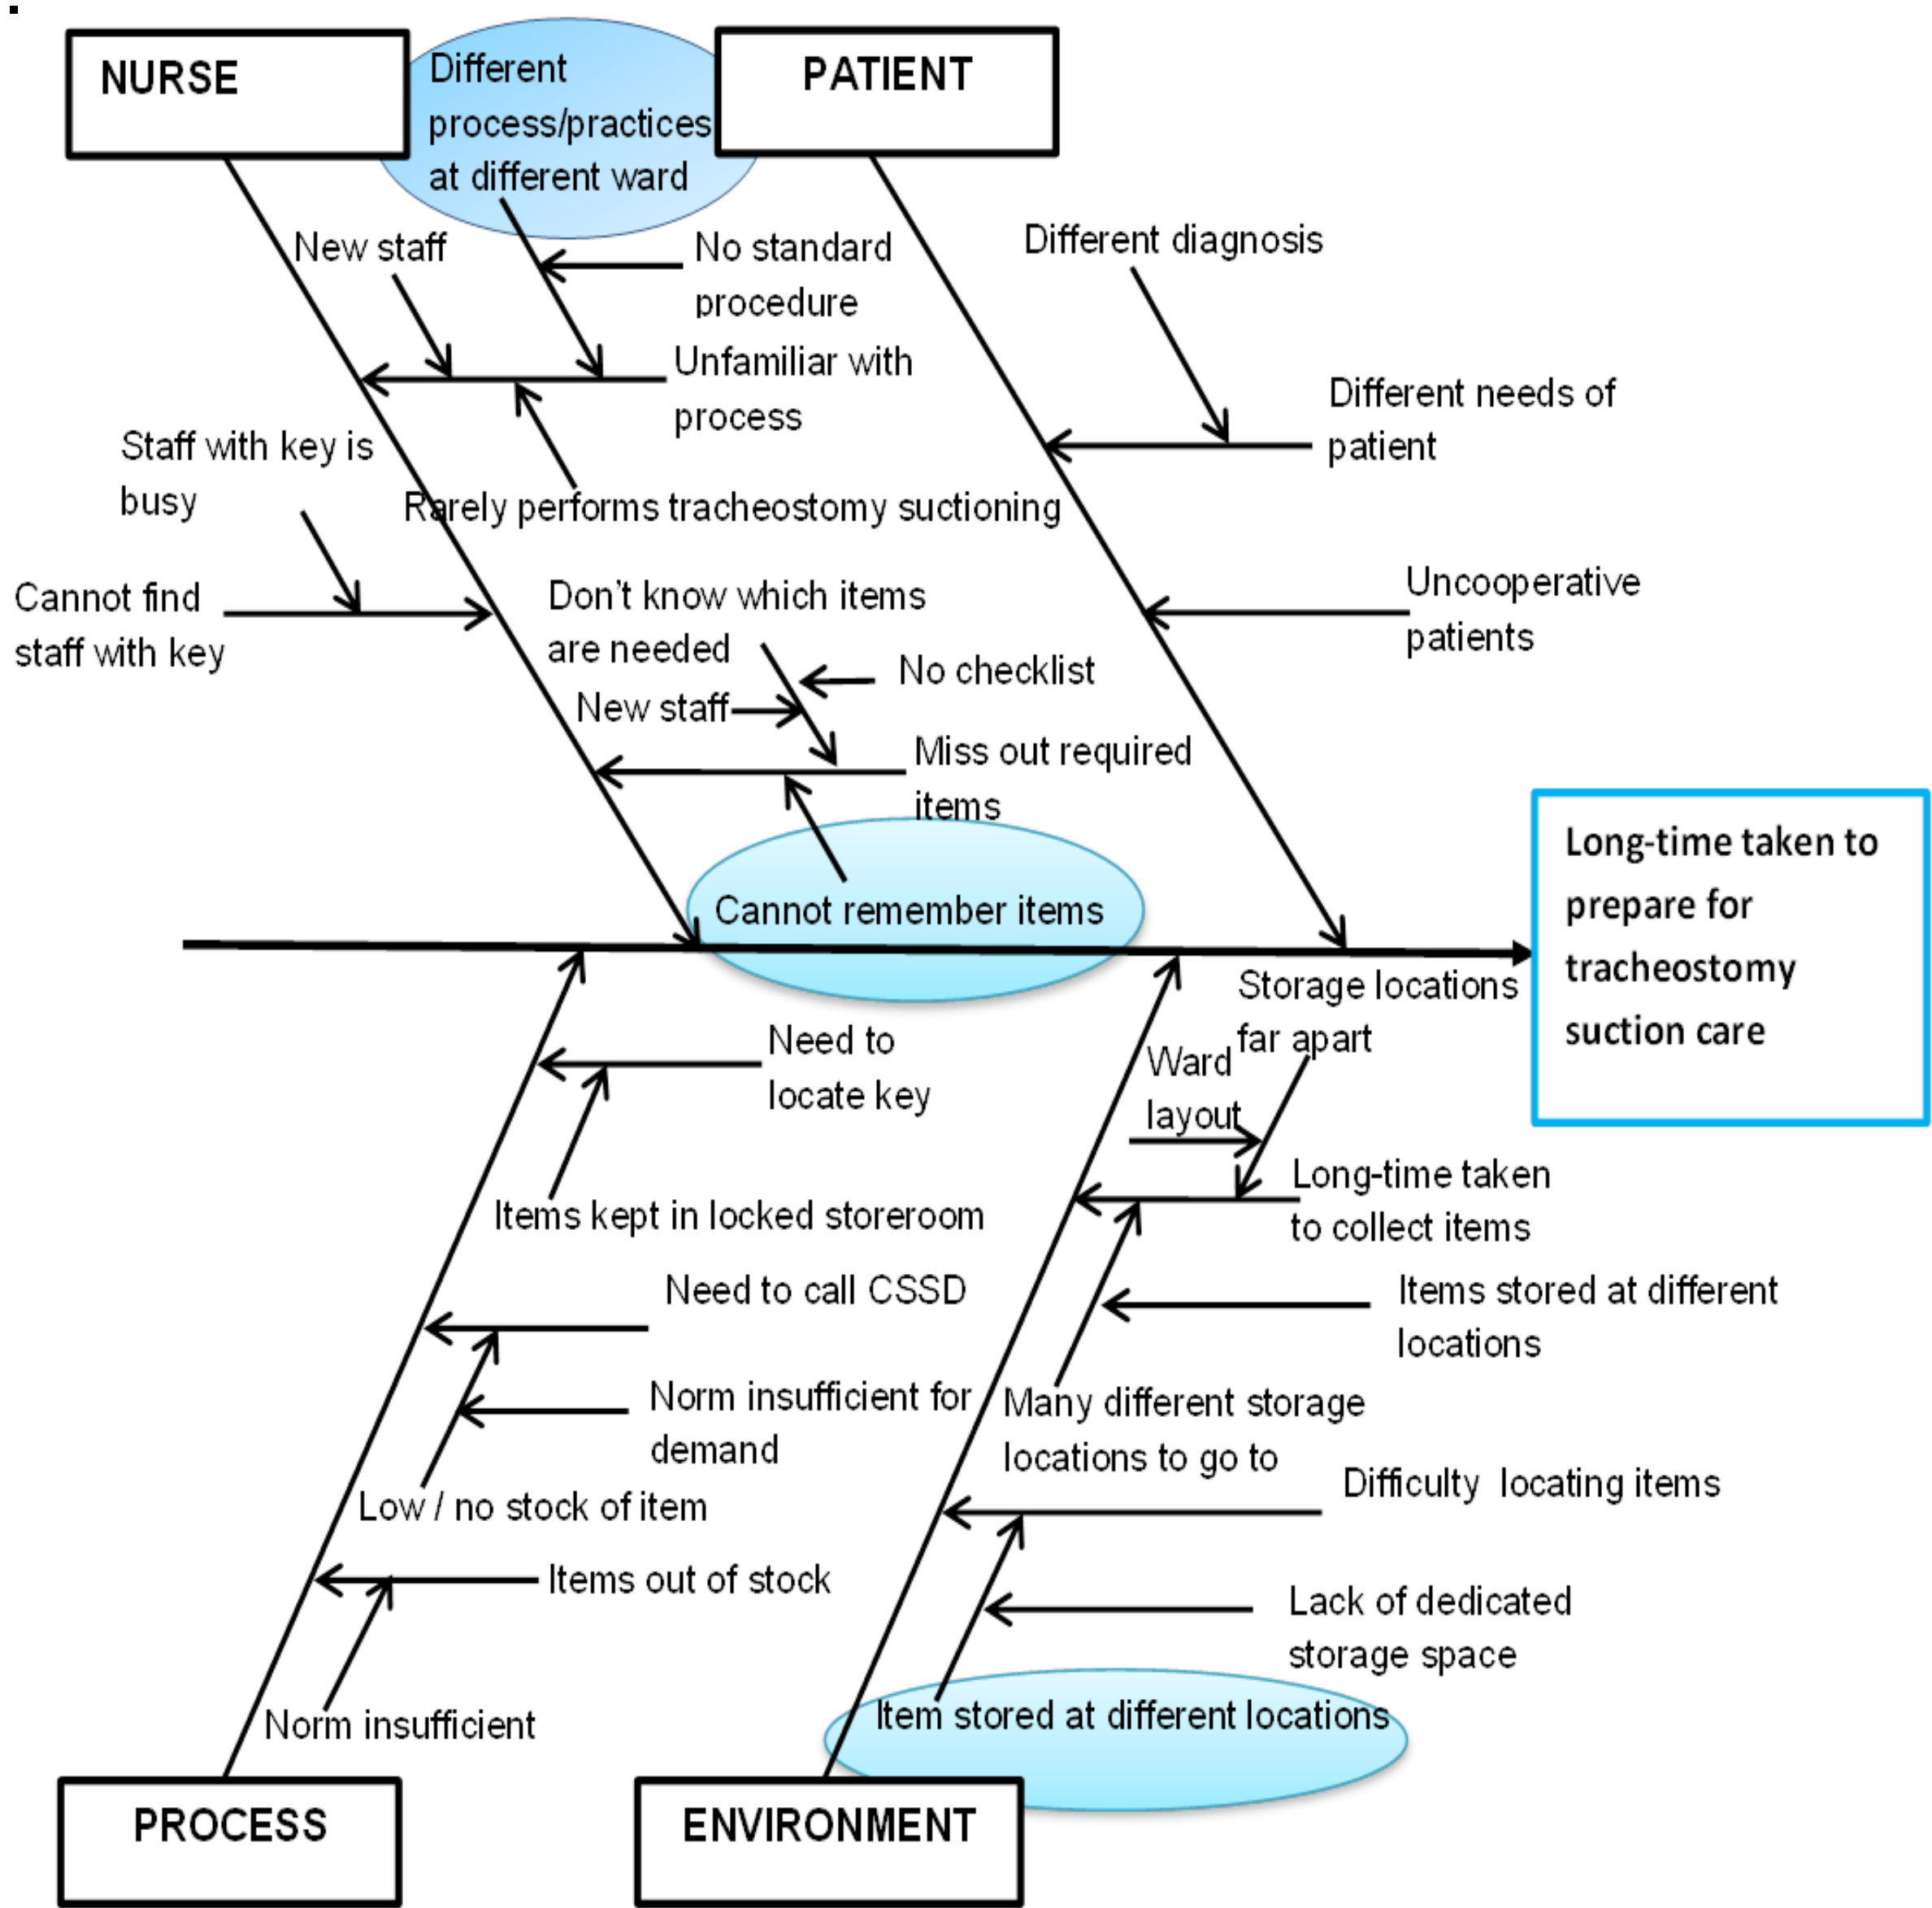 NURSE
Different
process/practices
at different ward
PATIENT
New staff
No standard
procedure
Different diagnosis
Unfamiliar with
process
Different needs of
patient
Staff with key is
busy
Rarely performs tracheostomy suctioning
Cannot find
staff with key
Don't know which items
are needed
Uncooperative
patients
No checklist
New staff
Miss out required
items
Cannot remember items
Long-time taken to
prepare for
tracheostomy
suction care
Storage locations
far apart
Need to
locate key
Ward
layout
Items kept in locked storeroom
Long-time taken
to collect items
Need to call CSSD
Items stored at different
locations
Norm insufficient for
demand
Many different storage
locations to go to
Low / no stock of item
Difficulty locating items
Items out of stock
Lack of dedicated
storage space
Norm insufficient
Item stored at different locations
PROCESS
ENVIRONMENT